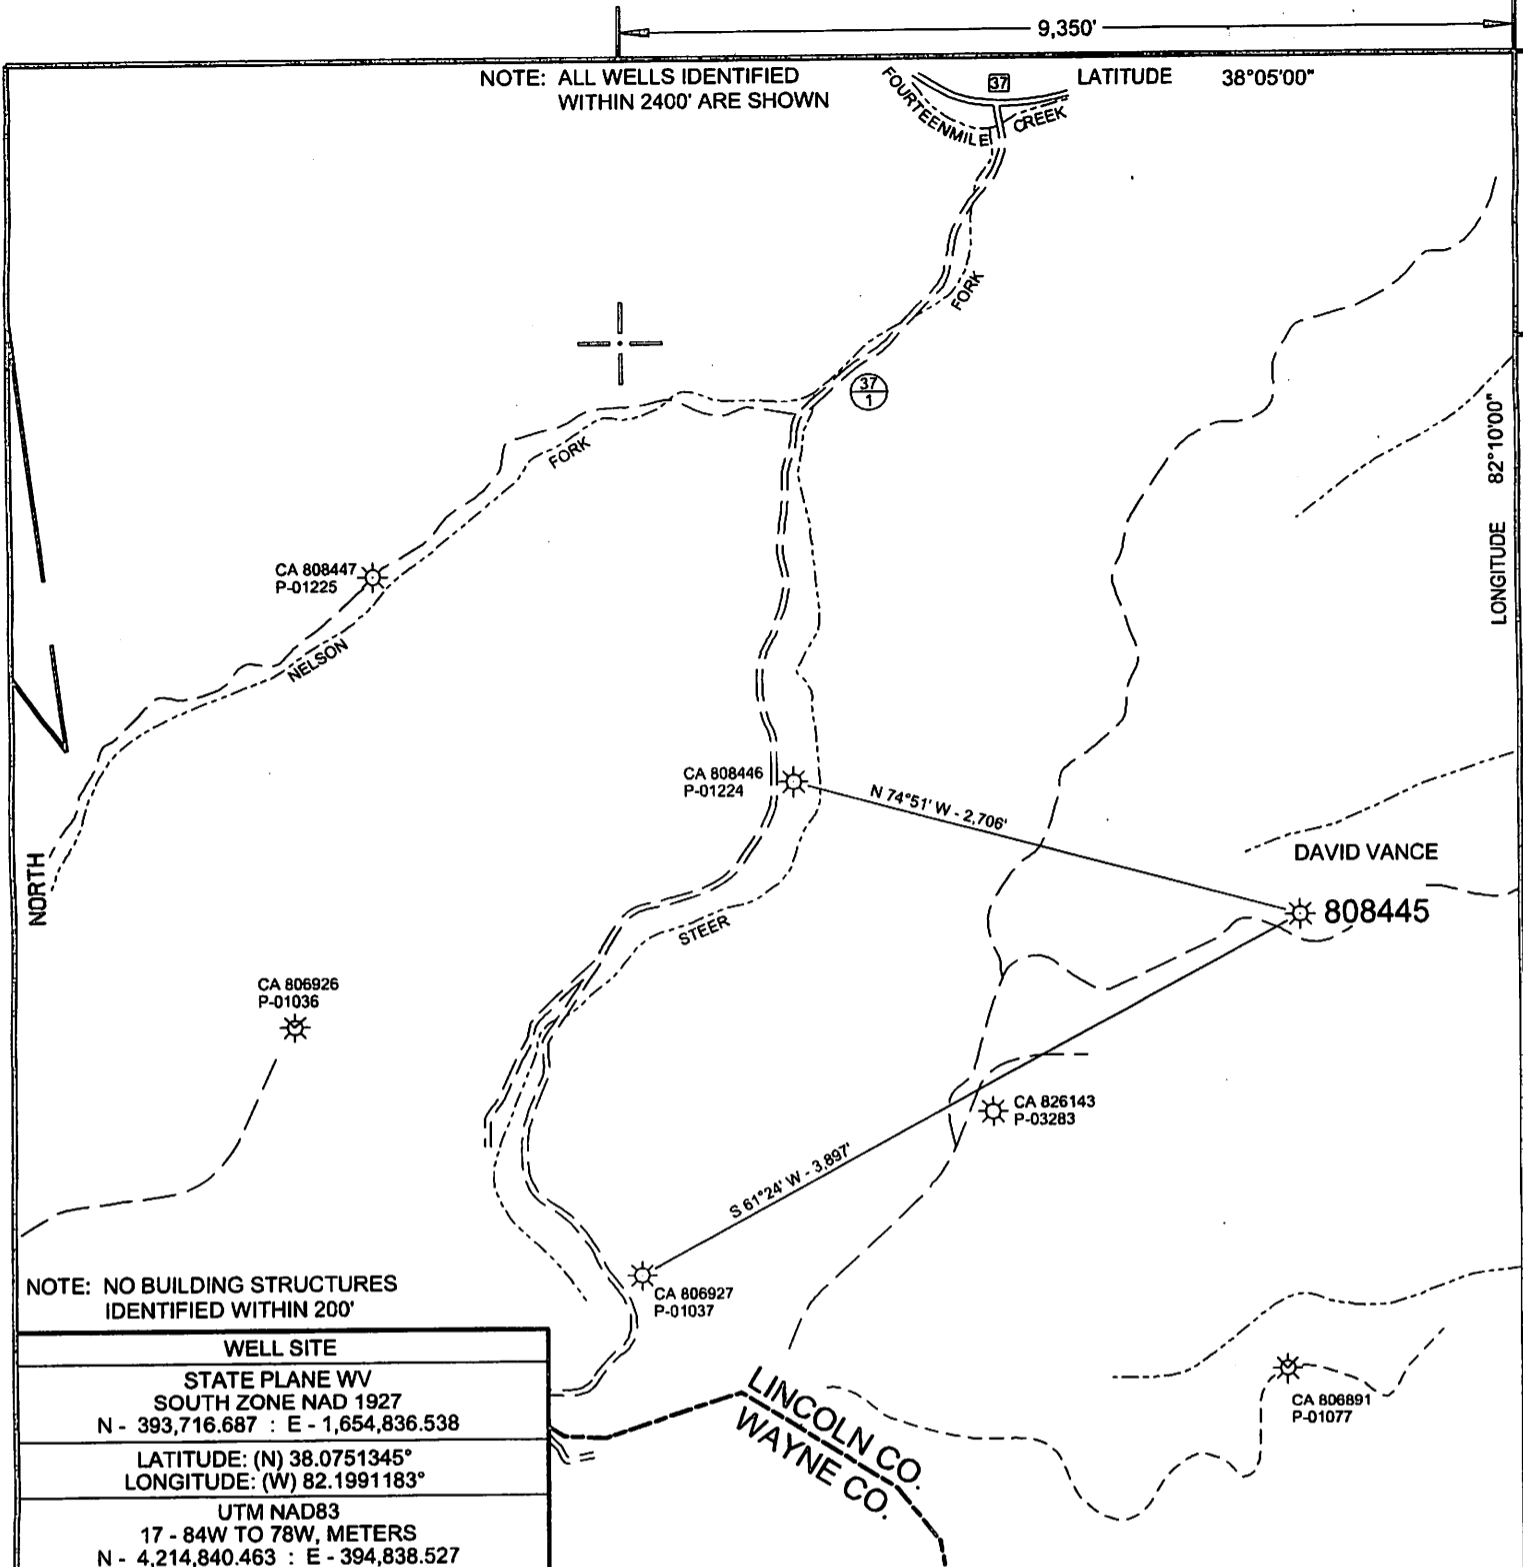 9,350'
NOTE: ALL WELLS IDENTIFIED
WITHIN 2400' ARE SHOWN
LATITUDE 38°05'00"
37
FOURTEENMILE CREEK
FORK
37
1
LONGITUDE 82°10'00"
FORK
CA 808447
P-01225
NELSON
CA 808446
P-01224
N 74°51' W - 2,706'
DAVID VANCE
808445
NORTH
STEER
CA 806926
P-01036
CA 826143
P-03283
S 61°24' W - 3,897'
CA 806927
P-01037
NOTE: NO BUILDING STRUCTURES
IDENTIFIED WITHIN 200'
CA 806891
P-01077
LINCOLN CO.
WAYNE CO.
WELL SITE
STATE PLANE WV
SOUTH ZONE NAD 1927
N - 393,716.687 : E - 1,654,836.538
LATITUDE: (N) 38.0751345°
LONGITUDE: (W) 82.1991183°
UTM NAD83
17 - 84W TO 78W, METERS
N - 4,214,840.463 : E - 394,838.527